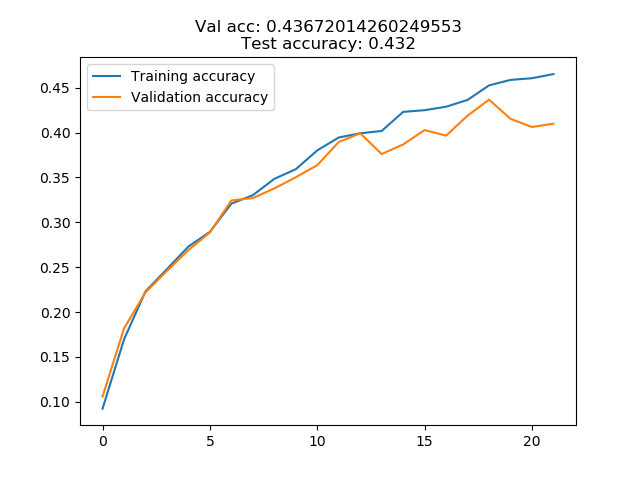 Val acc: 0.43672014260249553
Test accuracy: 0.432
Training accuracy
Validation accuracy
0.45
0.40
0.35
0.30
0.25
0.20
0.15
0.10
0 5 10 15 20